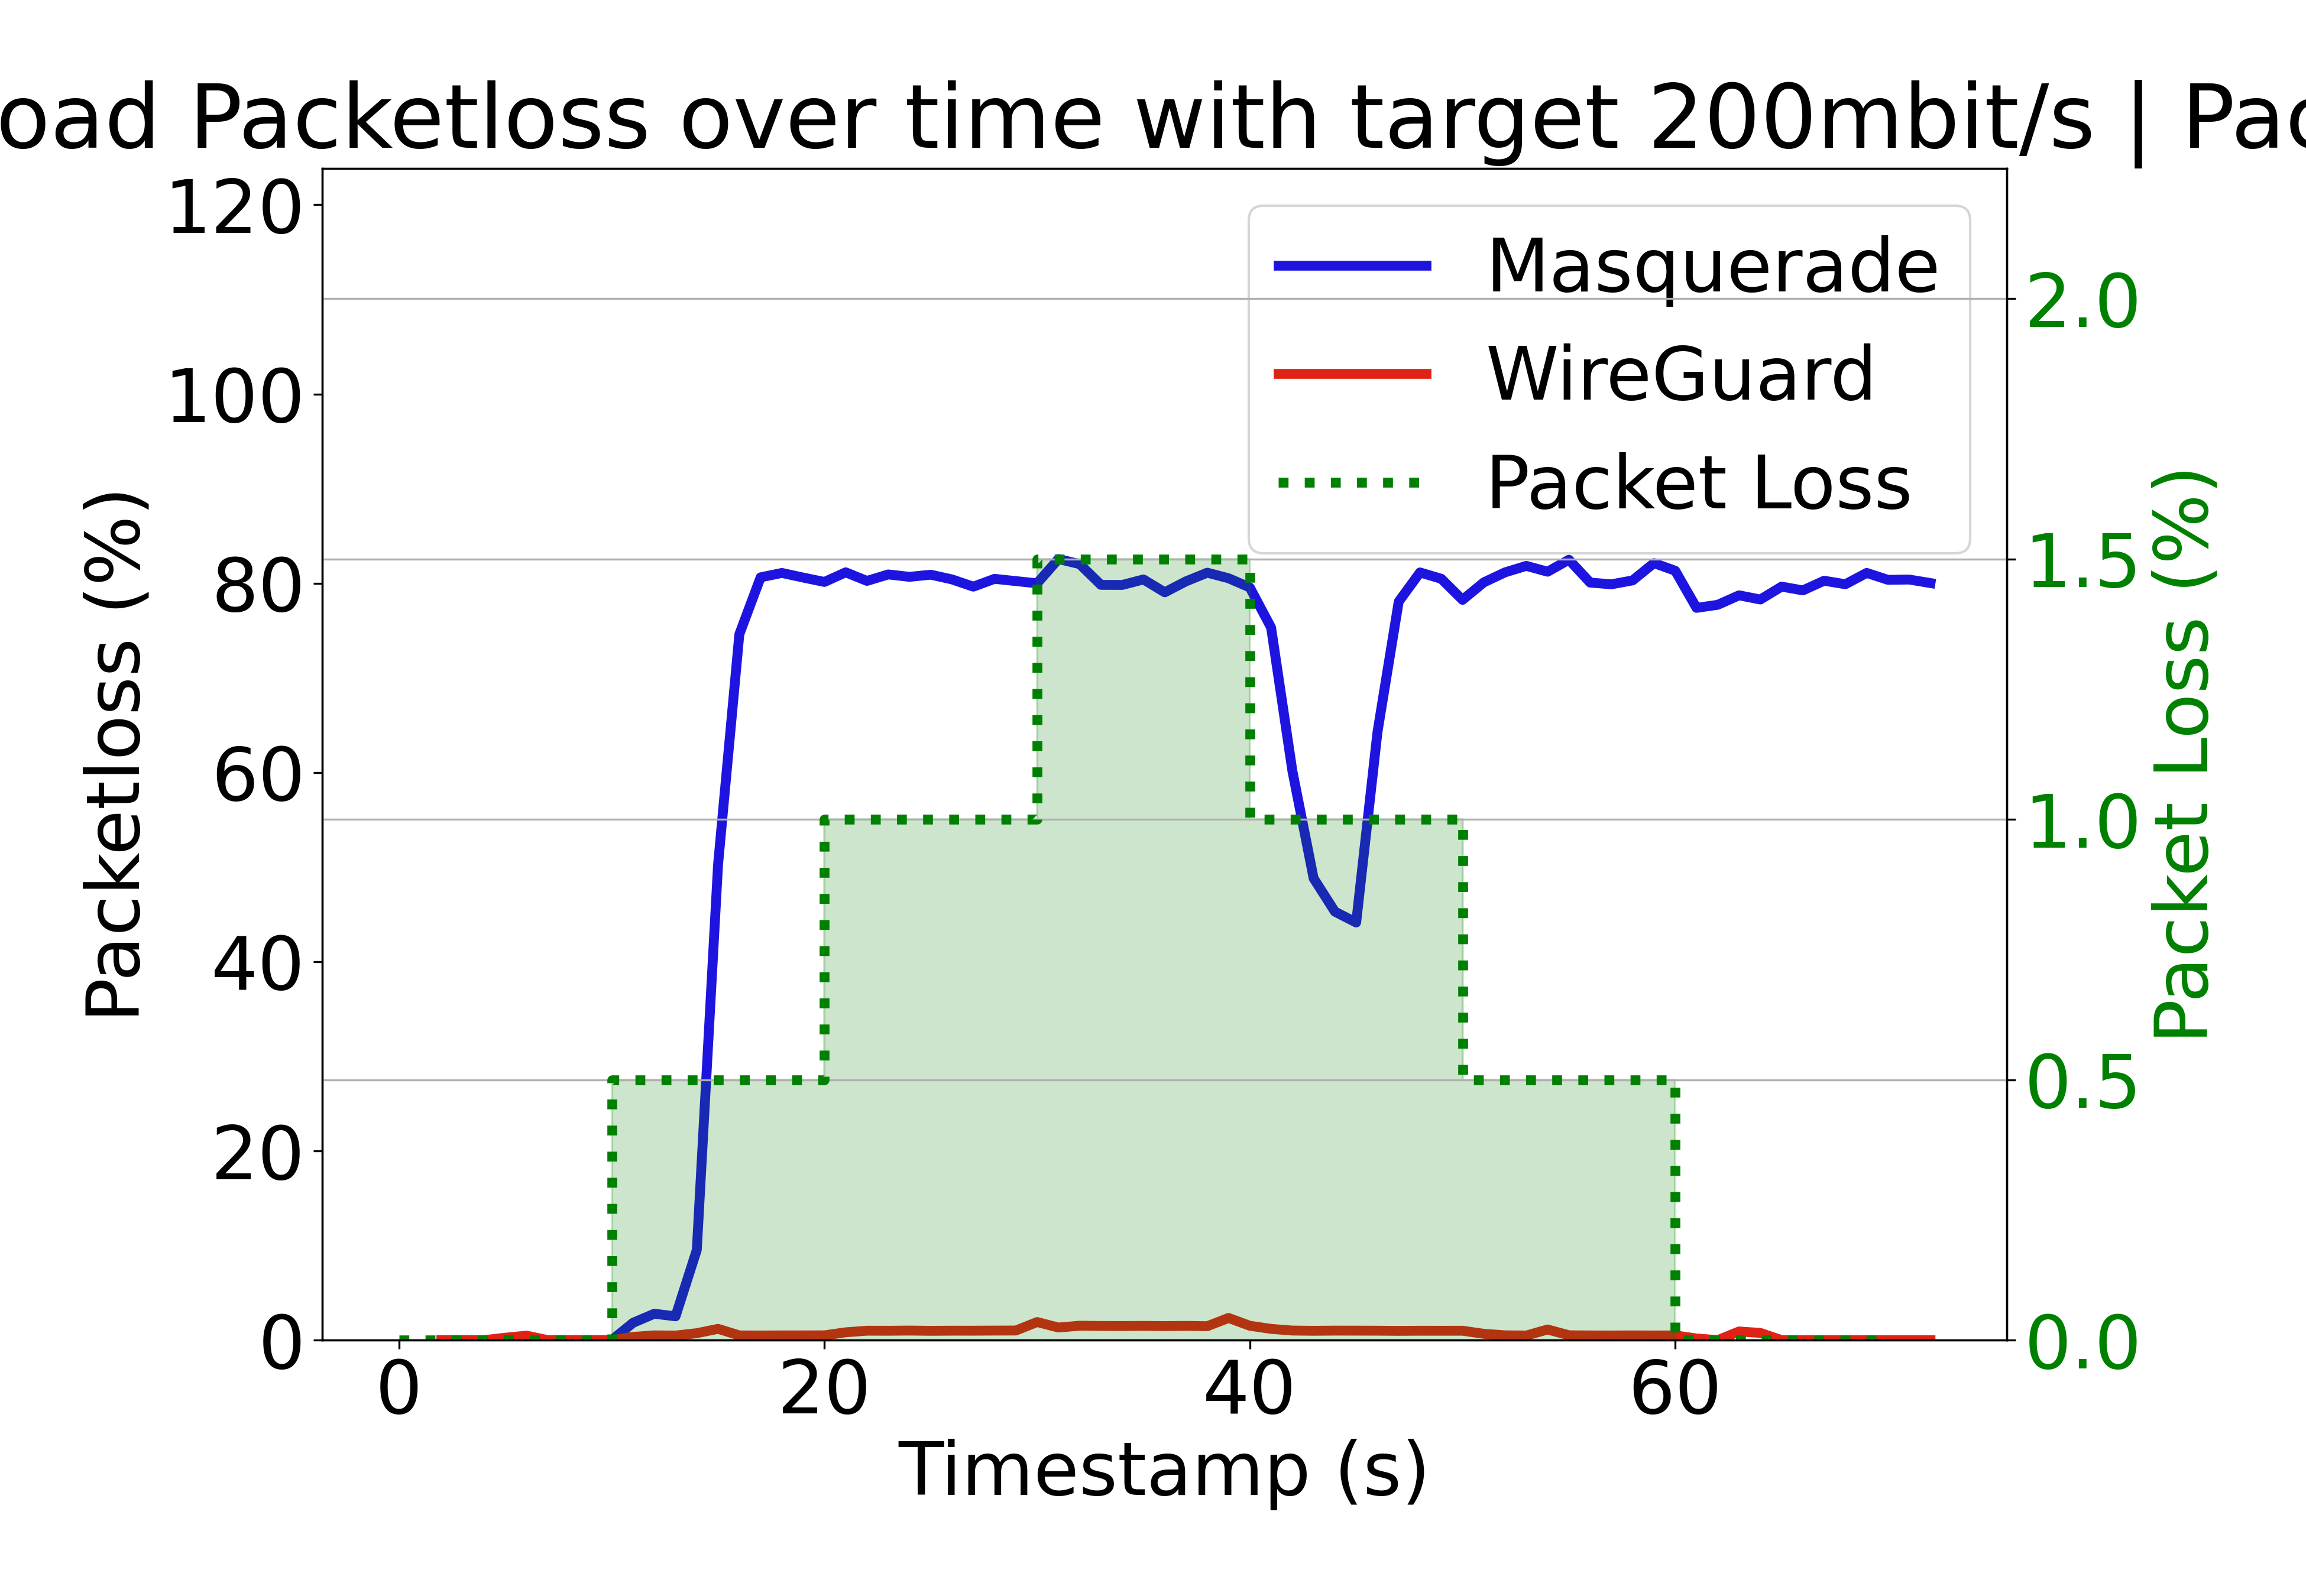 oad Packetloss over time with target 200mbit/s | Pac
Masquerade
WireGuard
Packet Loss
Packetloss (%)
120
100
80
60
40
20
0
2.0
1.5
1.0
0.5
0.0
Packet Loss (%)
0 20 40 60
Timestamp (s)